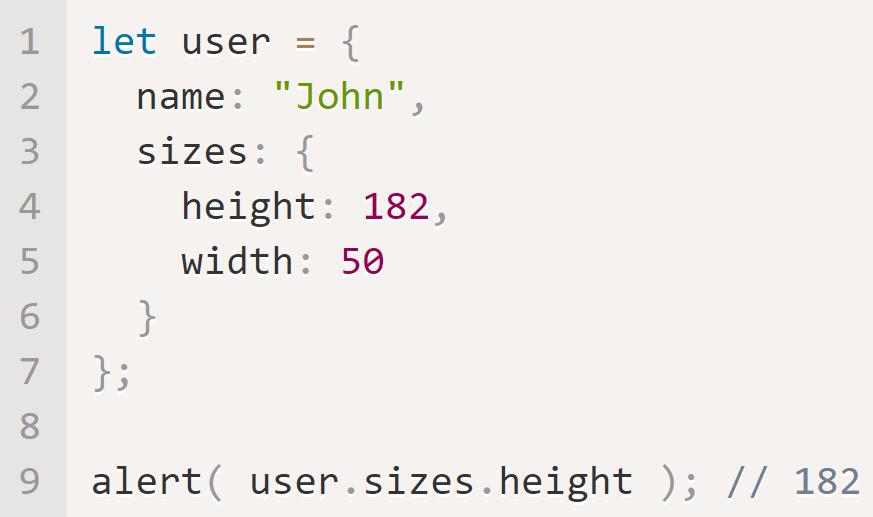 1 let user = {
2   name: "John",
3   sizes: {
4     height: 182,
5     width: 50
6   }
7 };
8
9 alert( user.sizes.height ); // 182